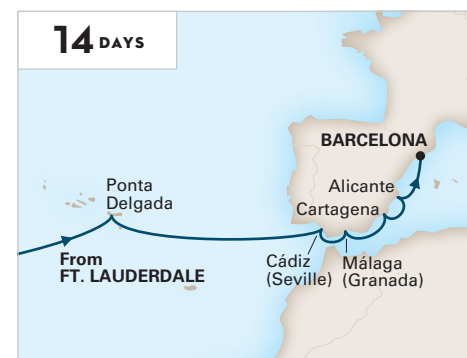 14 DAYS
BARCELONA
Ponta
Delgada
Alicante
Cartagena
From
FT. LAUDERDALE
Cádiz
(Seville)
Málaga
(Granada)